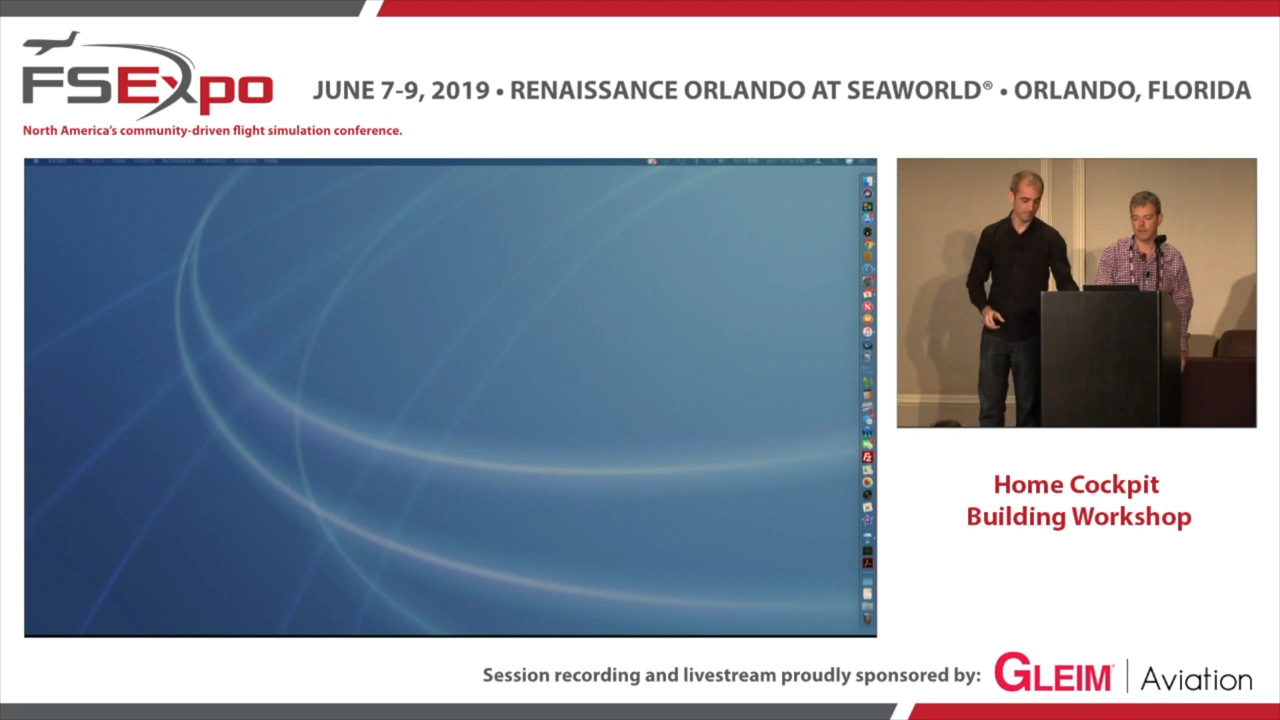 FSExpo
JUNE 7-9, 2019 • RENAISSANCE ORLANDO AT SEAWORLD® • ORLANDO, FLORIDA
North America's community-driven flight simulation conference.
Home Cockpit
Building Workshop
Session recording and livestream proudly sponsored by:
GLEIM® | Aviation